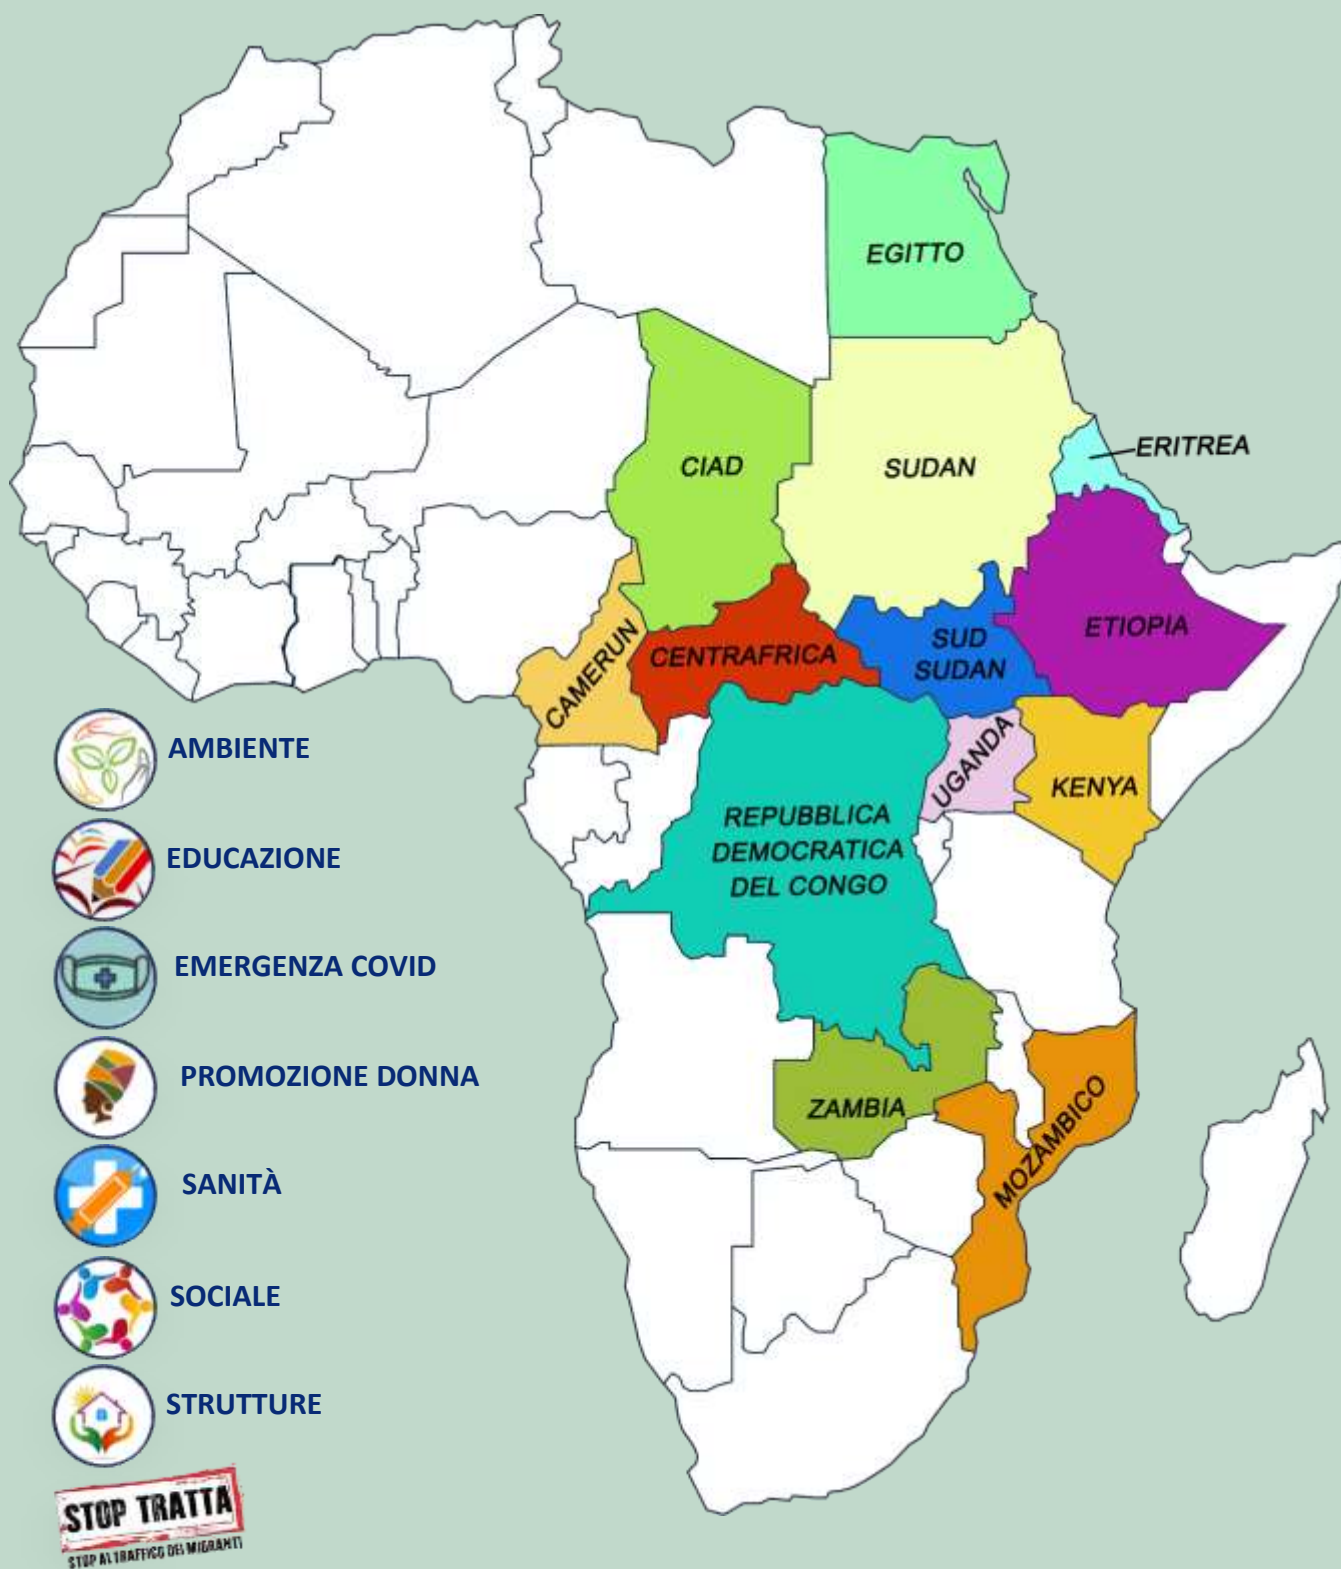 EGITTO
CIAD
SUDAN
ERITREA
CAMERUN
CENTRAFRICA
SUD
SUDAN
ETIOPIA
UGANDA
KENYA
REPUBBLICA
DEMOCRATICA
DEL CONGO
ZAMBIA
MOZAMBICO
AMBIENTE
EDUCAZIONE
EMERGENZA COVID
PROMOZIONE DONNA
SANITÀ
SOCIALE
STRUTTURE
STOP TRATTA
STOP AL TRAFFICO DEI MIGRANTI